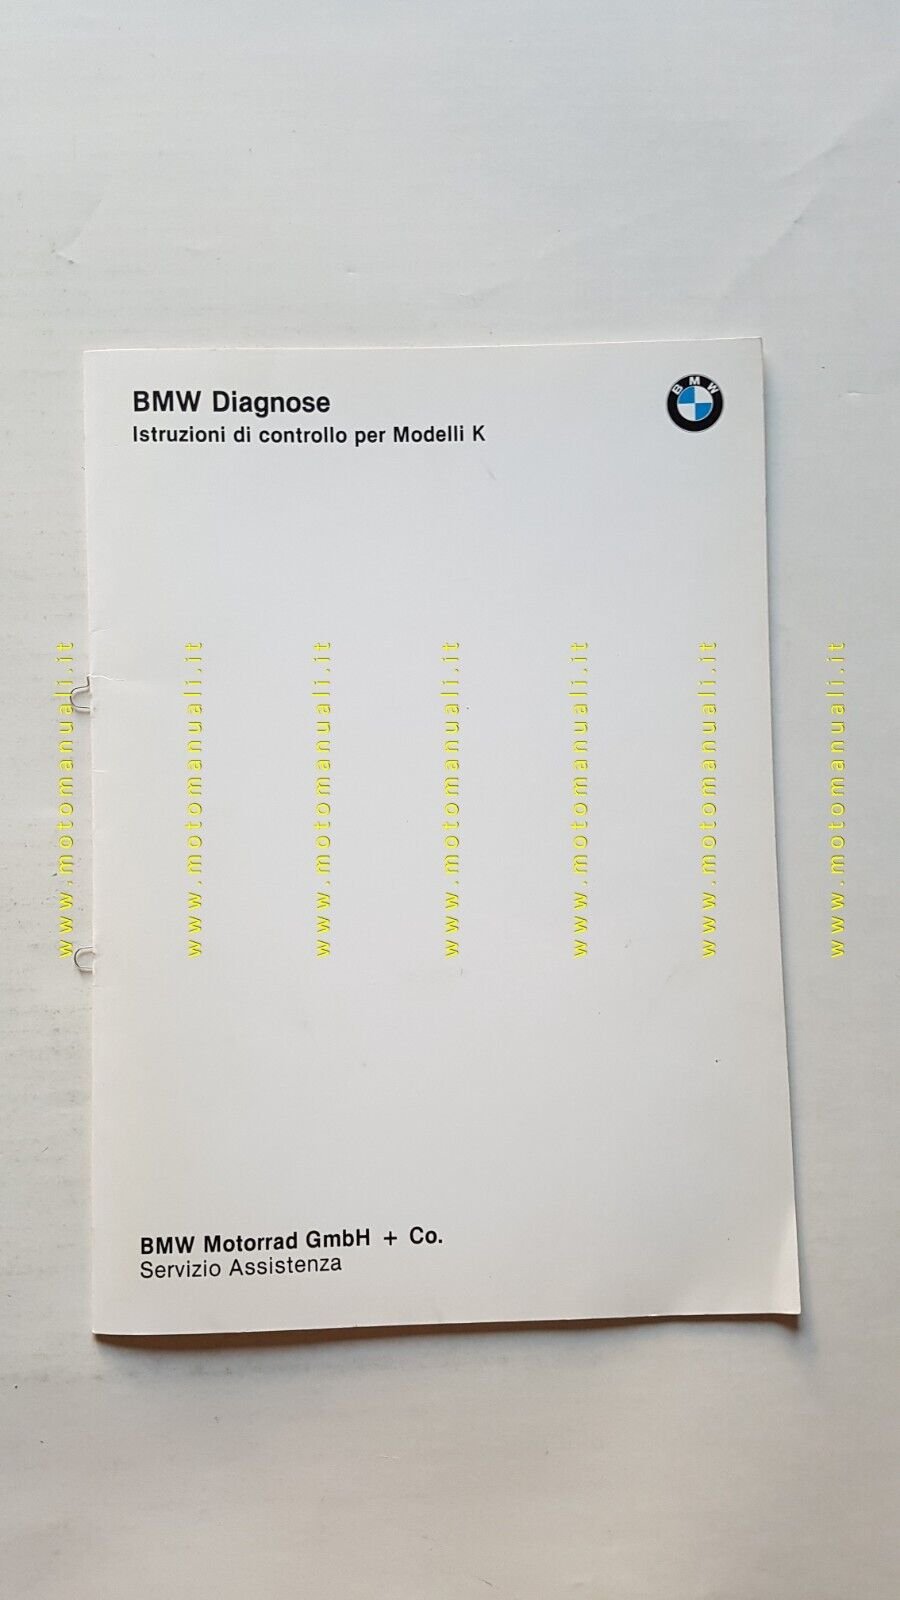 BMW Diagnose
Istruzioni di controllo per Modelli K
BMW
www.motomanuali.it
www.motomanuali.it
www.motomanuali.it
www.motomanuali.it
www.motomanuali.it
www.motomanuali.it
www.motomanuali.it
BMW Motorrad GmbH + Co.
Servizio Assistenza